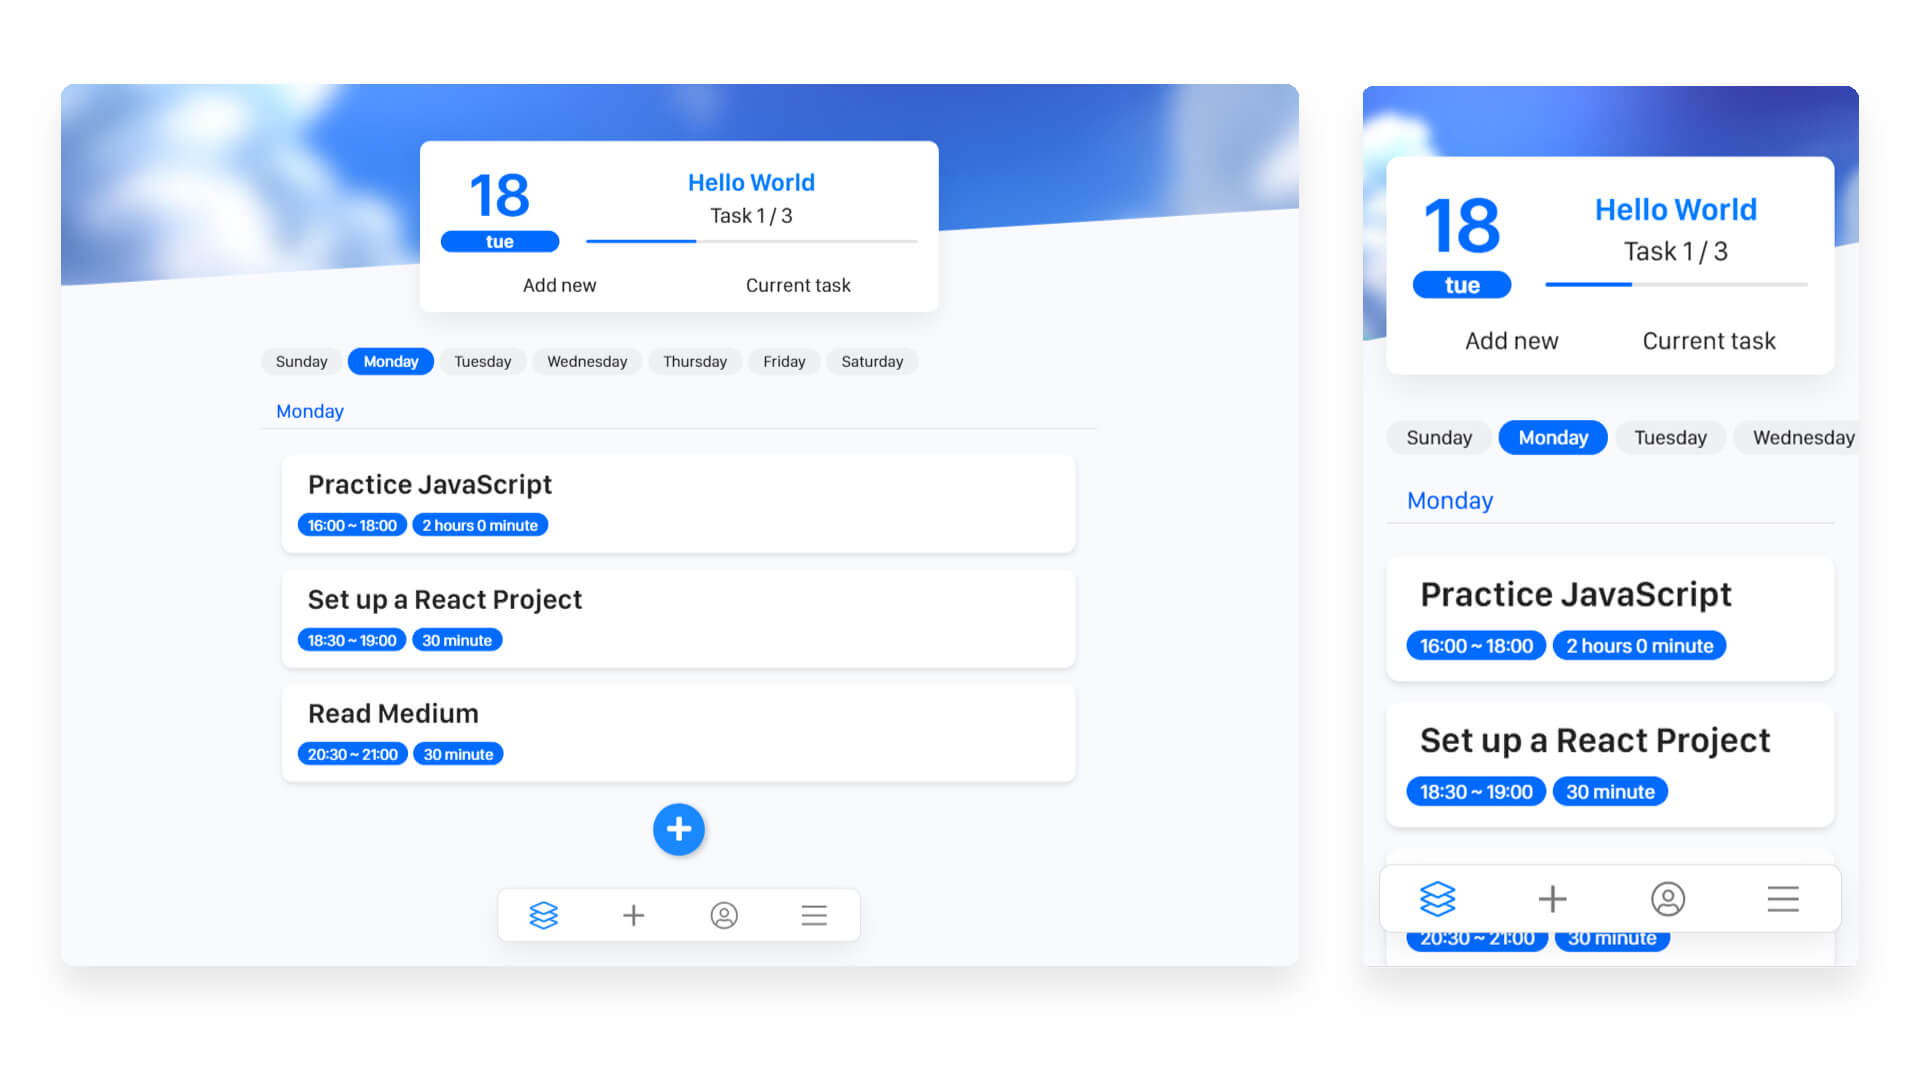 18
tue
Hello World
Task 1 / 3
Add new
Current task
Sunday Monday Tuesday Wednesday Thursday Friday Saturday
Monday
Practice JavaScript
16:00 ~ 18:00 2 hours 0 minute
Set up a React Project
18:30 ~ 19:00 30 minute
Read Medium
20:30 ~ 21:00 30 minute
18
tue
Hello World
Task 1 / 3
Add new
Current task
Sunday Monday Tuesday Wednesday
Monday
Practice JavaScript
16:00 ~ 18:00 2 hours 0 minute
Set up a React Project
18:30 ~ 19:00 30 minute
20:30 ~ 21:00 30 minute